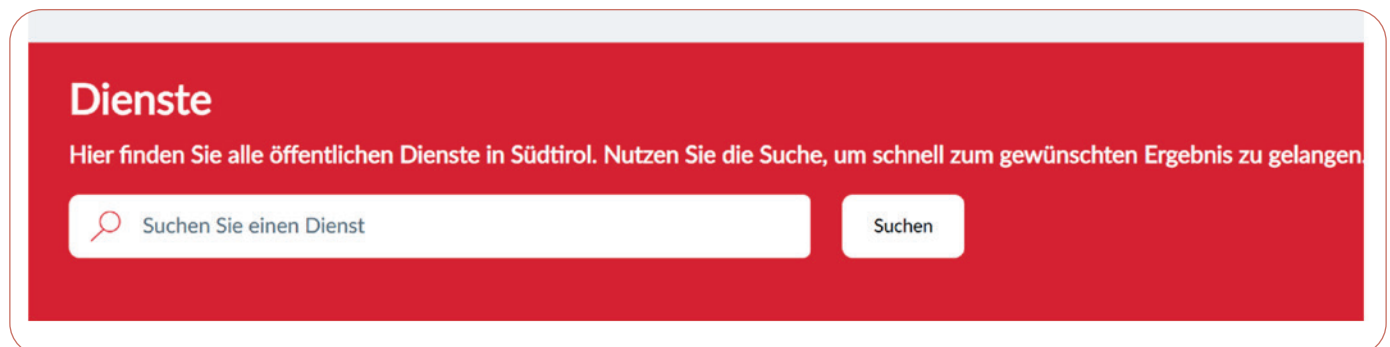 Dienste
Hier finden Sie alle öffentlichen Dienste in Südtirol. Nutzen Sie die Suche, um schnell zum gewünschten Ergebnis zu gelangen.
Suchen Sie einen Dienst
Suchen